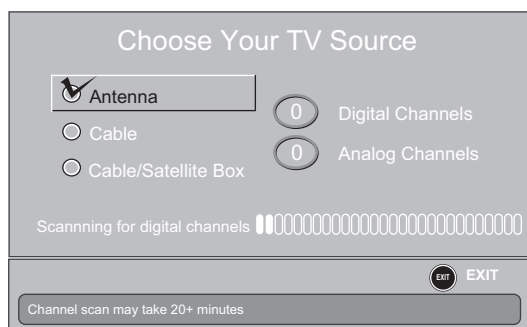 Choose Your TV Source
Antenna
Cable
Cable/Satellite Box
0 Digital Channels
0 Analog Channels
Scannning for digital channels
EXIT EXIT
Channel scan may take 20+ minutes